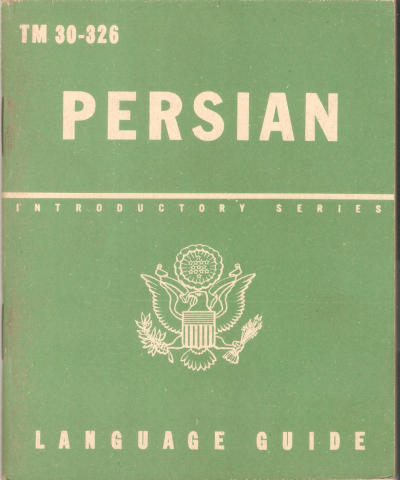 TM 30-326
PERSIAN
INTRODUCTORY SERIES
LANGUAGE GUIDE